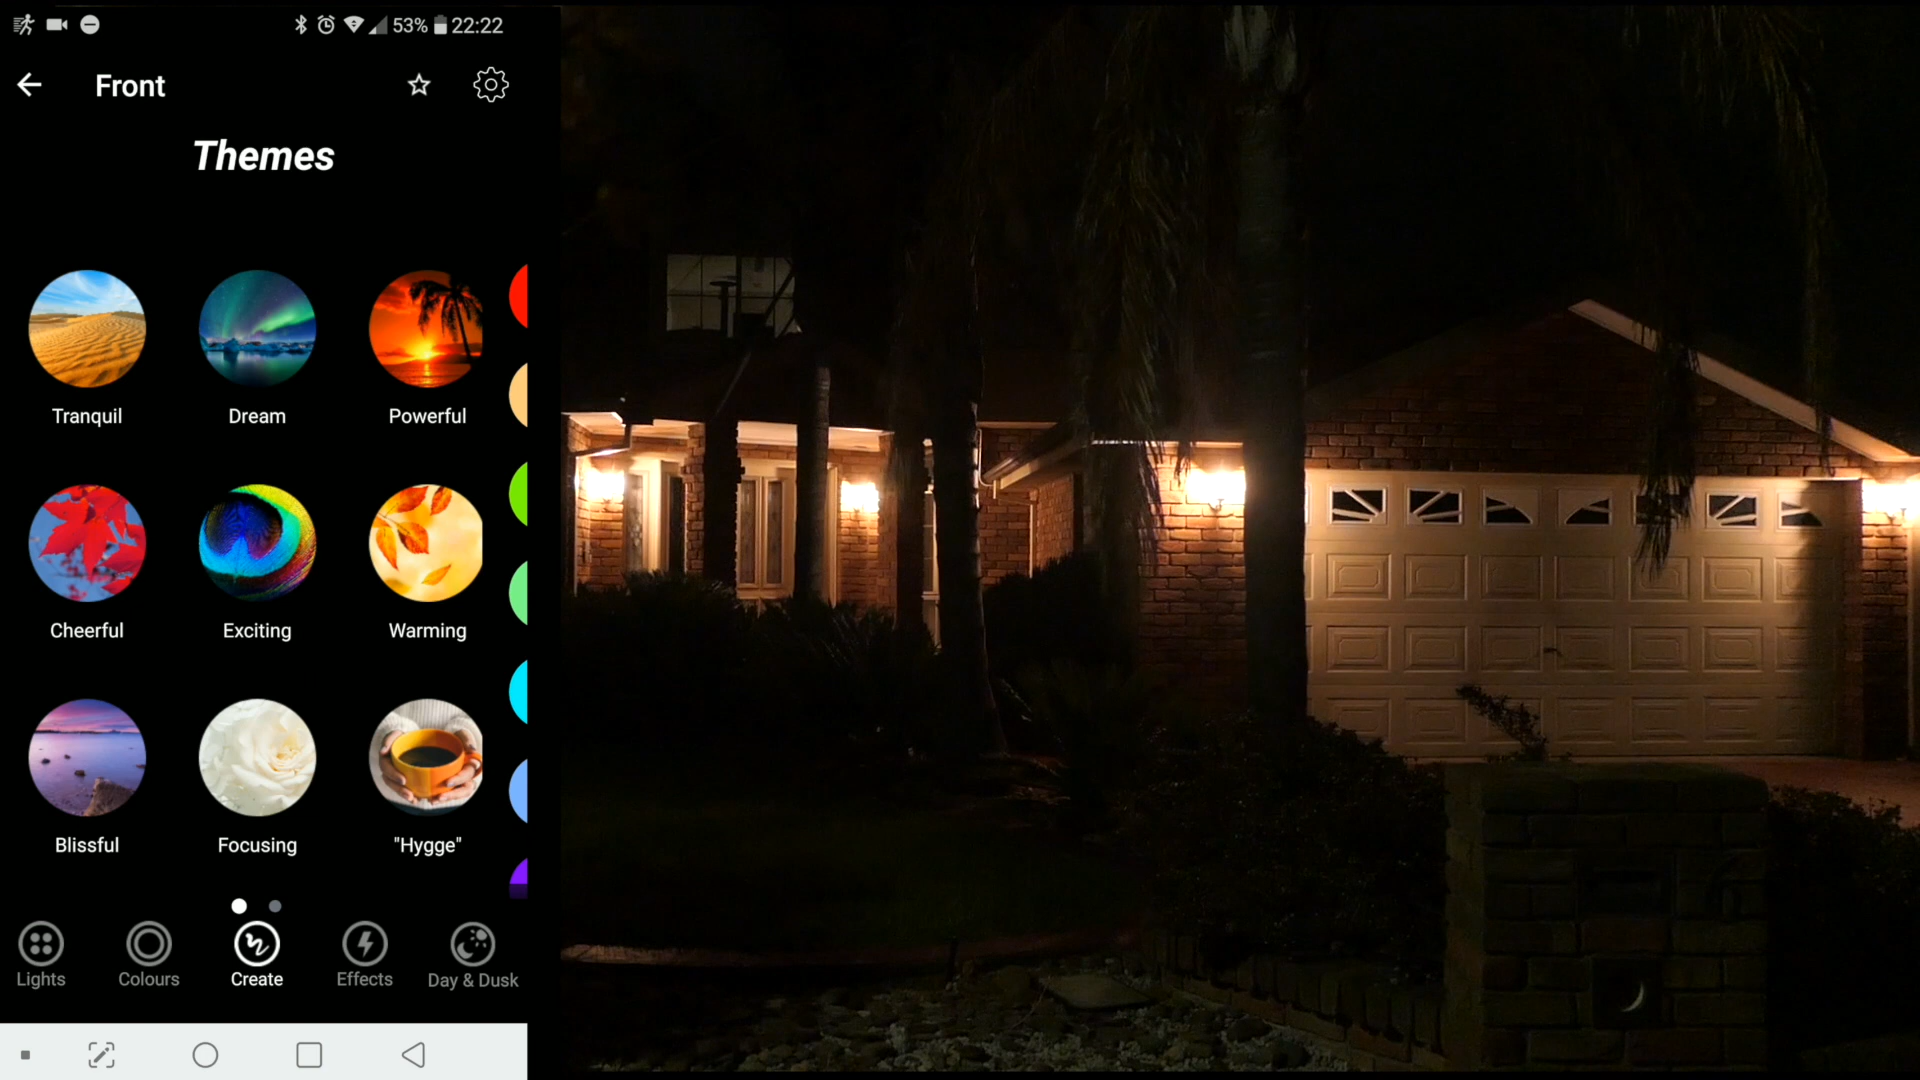 53% 22:22
Front
Themes
Tranquil Dream Powerful
Cheerful Exciting Warming
Blissful Focusing "Hygge"
Lights Colours Create Effects Day & Dusk